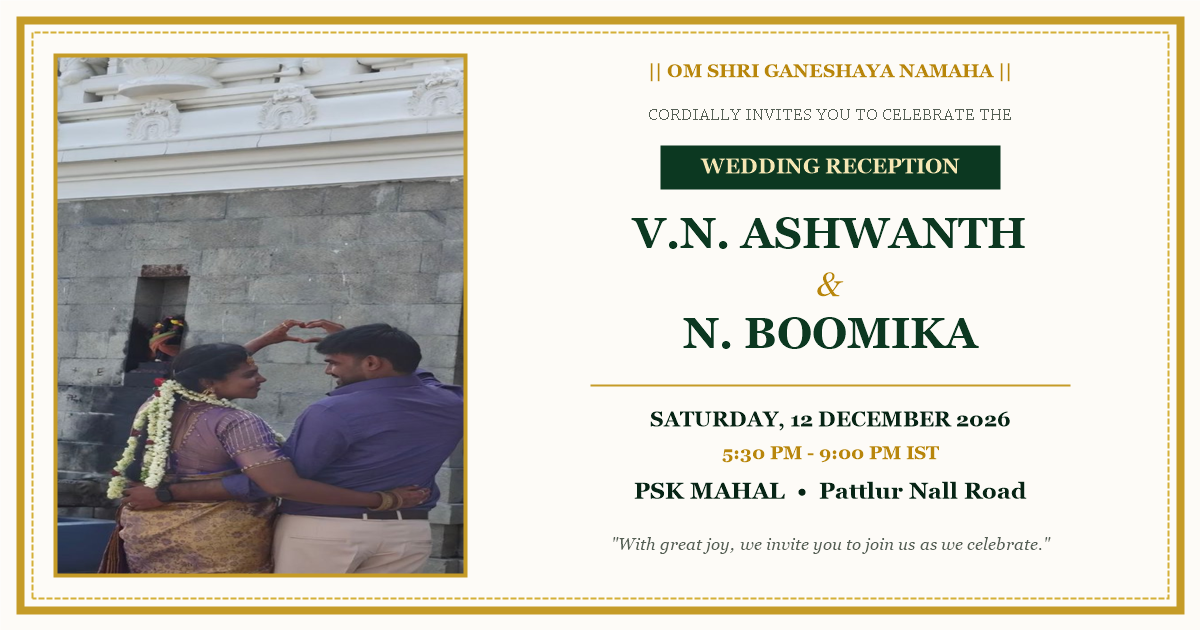 || OM SHRI GANESHAYA NAMAHA ||
CORDIALLY INVITES YOU TO CELEBRATE THE
WEDDING RECEPTION
V.N. ASHWANTH
&
N. BOOMIKA
SATURDAY, 12 DECEMBER 2026
5:30 PM - 9:00 PM IST
PSK MAHAL • Pattlur Nall Road
"With great joy, we invite you to join us as we celebrate."